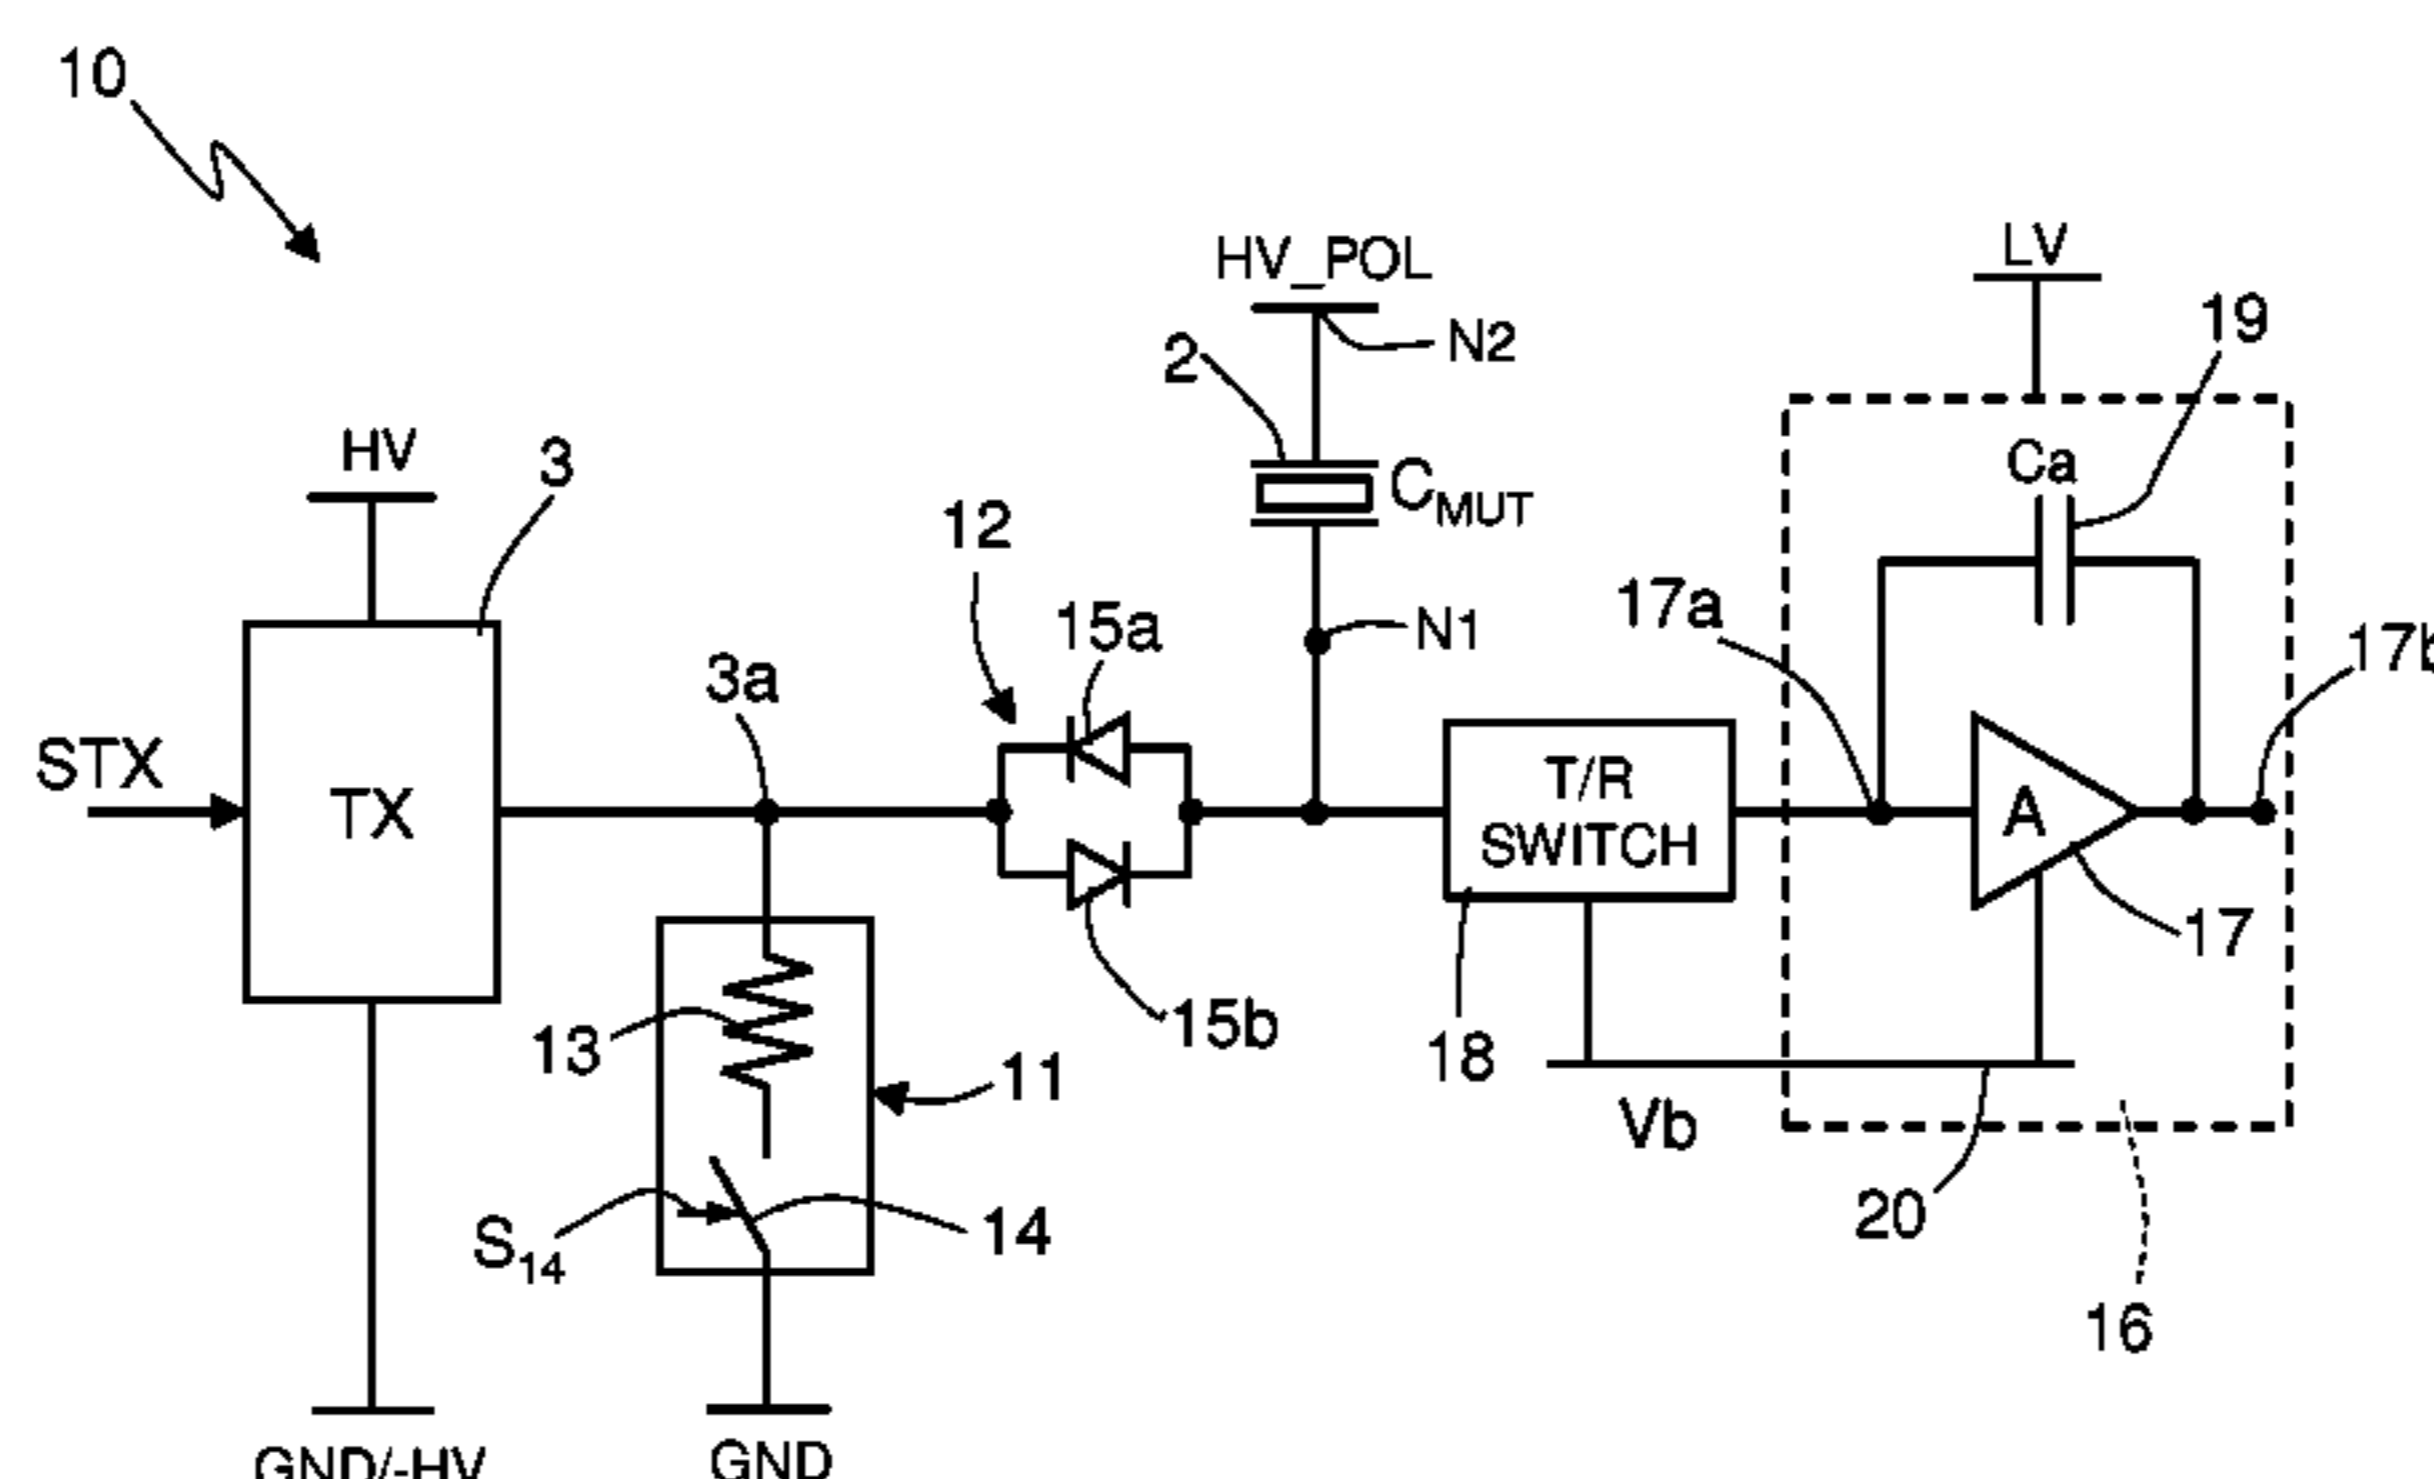 10
HV_POL
N2
2
LV
19
HV
3
C_MUT
Ca
12
15a
N1
17a
17b
3a
STX
TX
T/R
SWITCH
A
17
13
15b
18
11
Vb
S14
14
20
16
GND/-HV
GND